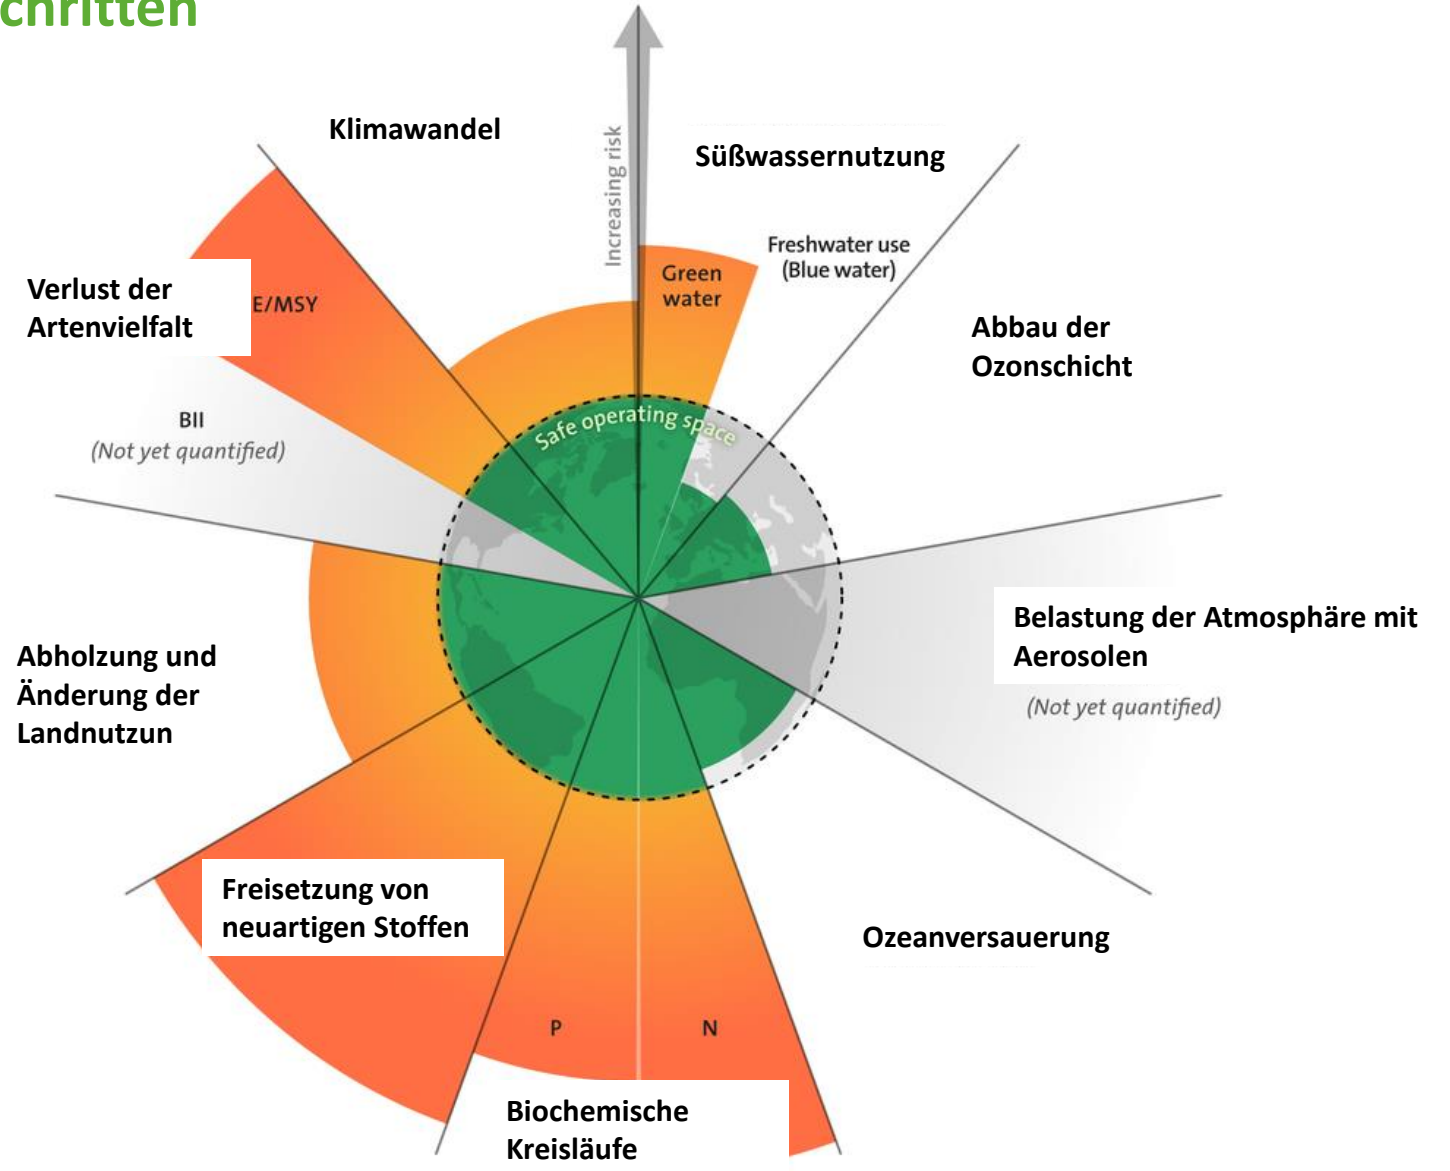 chritten
Klimawandel
Increasing risk
Süßwassernutzung
Freshwater use
(Blue water)
Green
water
Verlust der
Artenvielfalt
E/MSY
Abbau der
Ozonschicht
BII
(Not yet quantified)
Safe operating space
Belastung der Atmosphäre mit
Aerosolen
(Not yet quantified)
Abholzung und
Änderung der
Landnutzun
Freisetzung von
neuartigen Stoffen
Ozeanversauerung
P
N
Biochemische
Kreisläufe